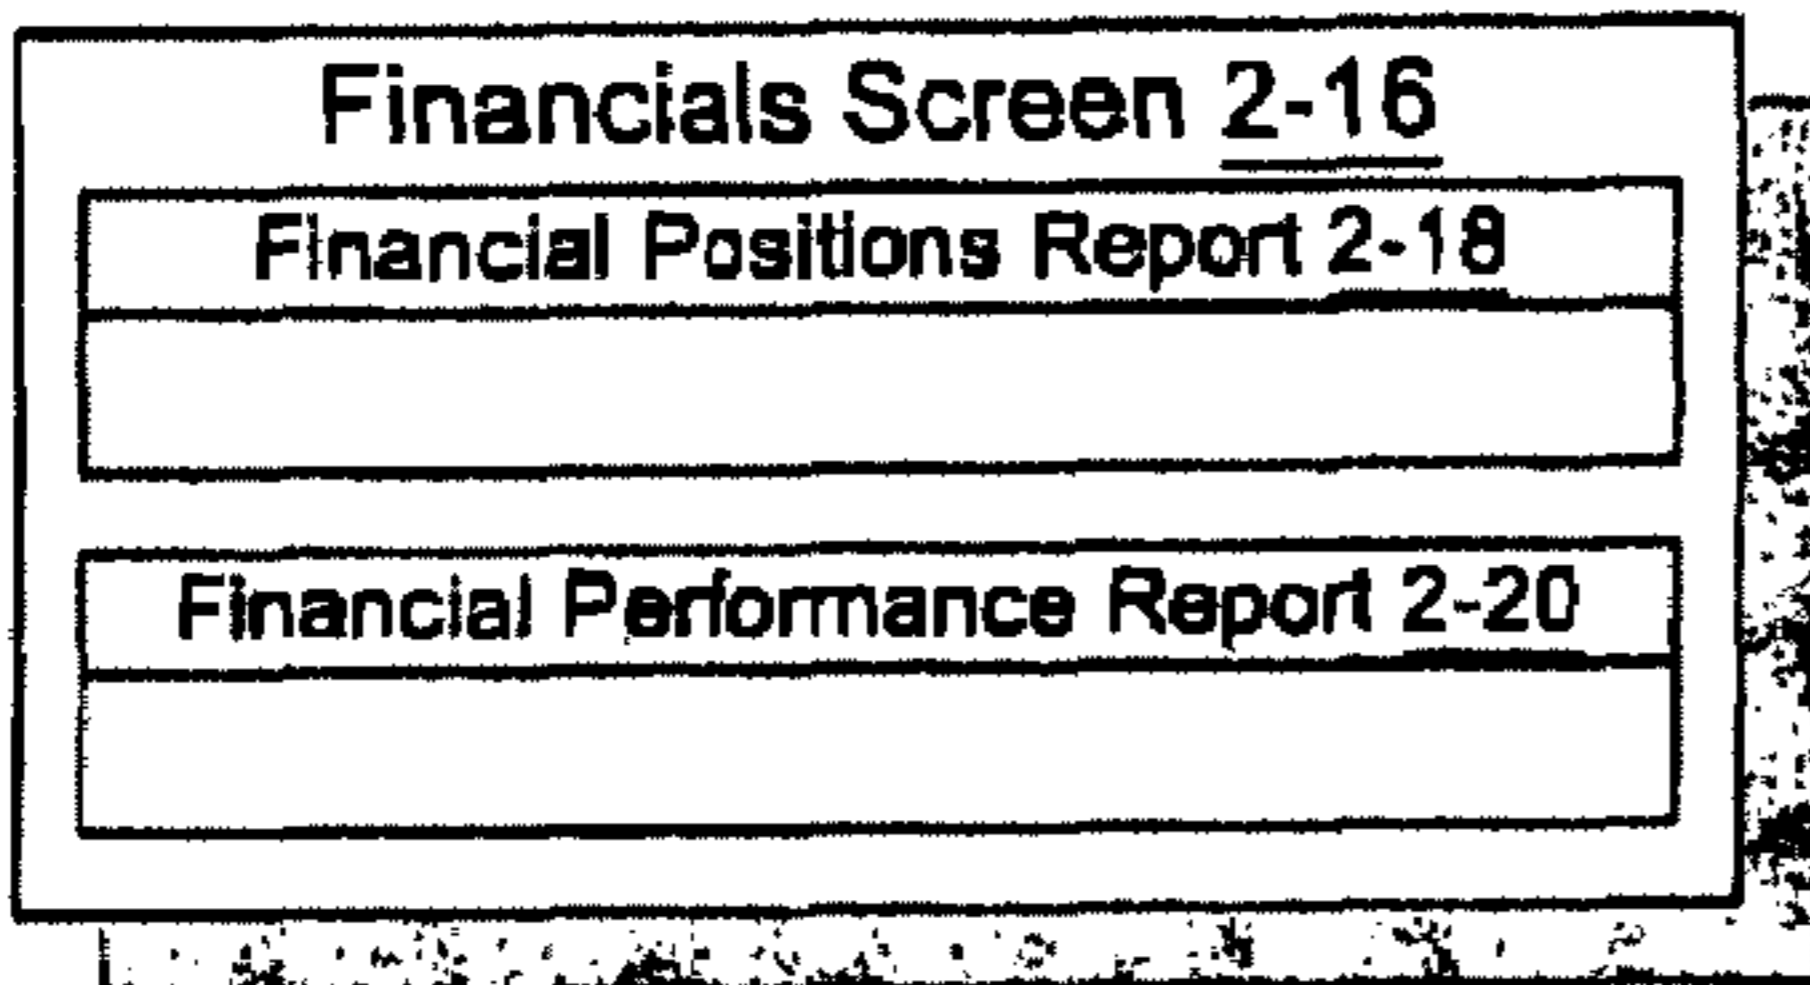 Financials Screen 2-16
Financial Positions Report 2-18
Financial Performance Report 2-20